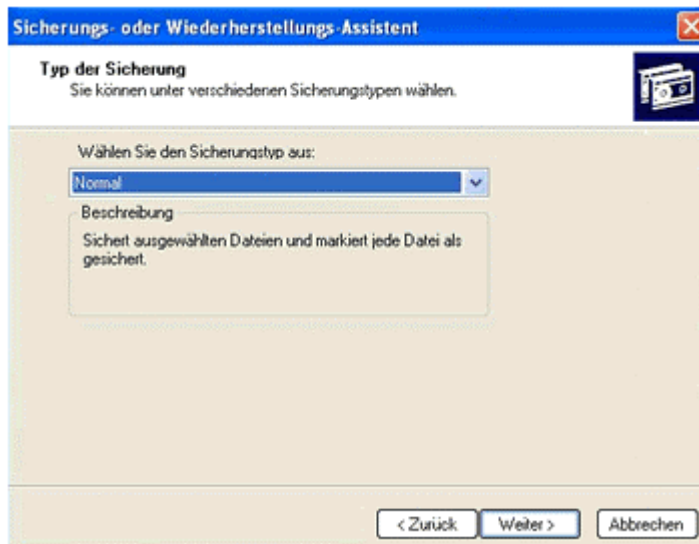 Sicherungs- oder Wiederherstellungs-Assistent
Typ der Sicherung
Sie können unter verschiedenen Sicherungstypen wählen.
Wählen Sie den Sicherungstyp aus:
Normal
Beschreibung
Sichert ausgewählten Dateien und markiert jede Datei als
gesichert.
< Zurück Weiter > Abbrechen